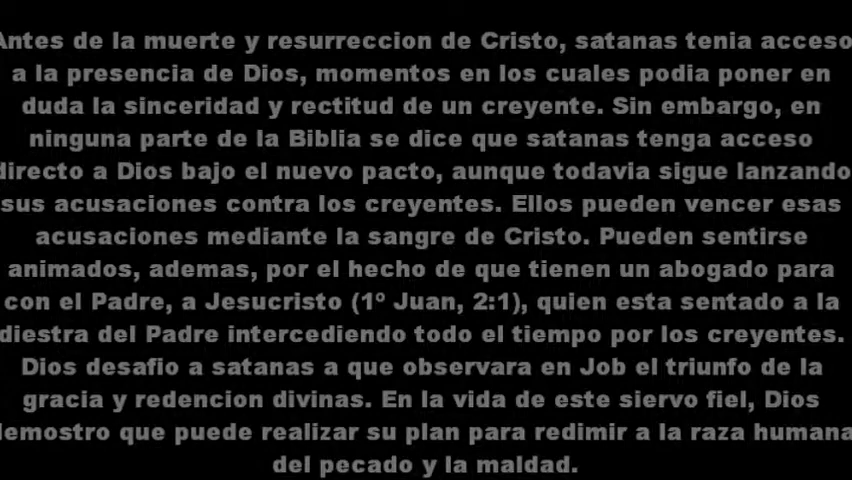 Antes de la muerte y resurreccion de Cristo, satanas tenia acceso
a la presencia de Dios, momentos en los cuales podia poner en
duda la sinceridad y rectitud de un creyente. Sin embargo, en
ninguna parte de la Biblia se dice que satanas tenga acceso
directo a Dios bajo el nuevo pacto, aunque todavia sigue lanzando
sus acusaciones contra los creyentes. Ellos pueden vencer esas
acusaciones mediante la sangre de Cristo. Pueden sentirse
animados, ademas, por el hecho de que tienen un abogado para
con el Padre, a Jesucristo (1º Juan, 2:1), quien esta sentado a la
diestra del Padre intercediendo todo el tiempo por los creyentes.
Dios desafio a satanas a que observara en Job el triunfo de la
gracia y redencion divinas. En la vida de este siervo fiel, Dios
demostro que puede realizar su plan para redimir a la raza humana
del pecado y la maldad.